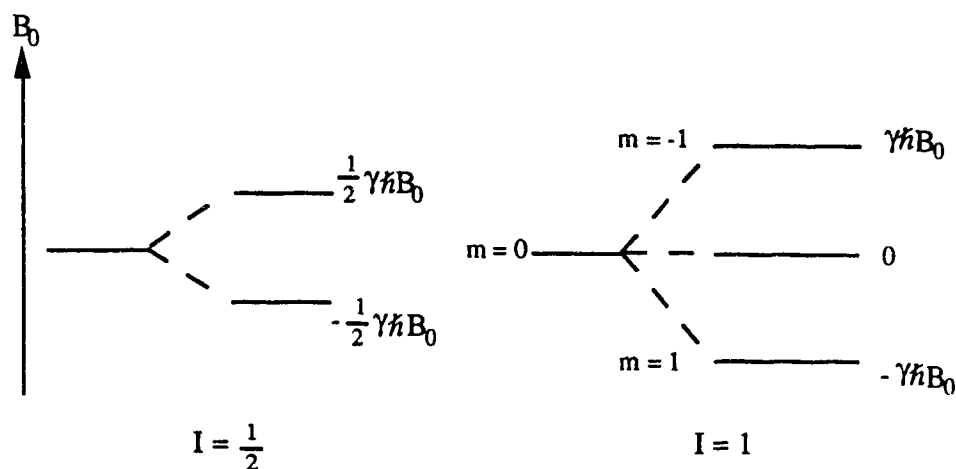 B₀
½ γħB₀
- ½ γħB₀
I = ½
m = -1
γħB₀
m = 0
0
m = 1
- γħB₀
I = 1